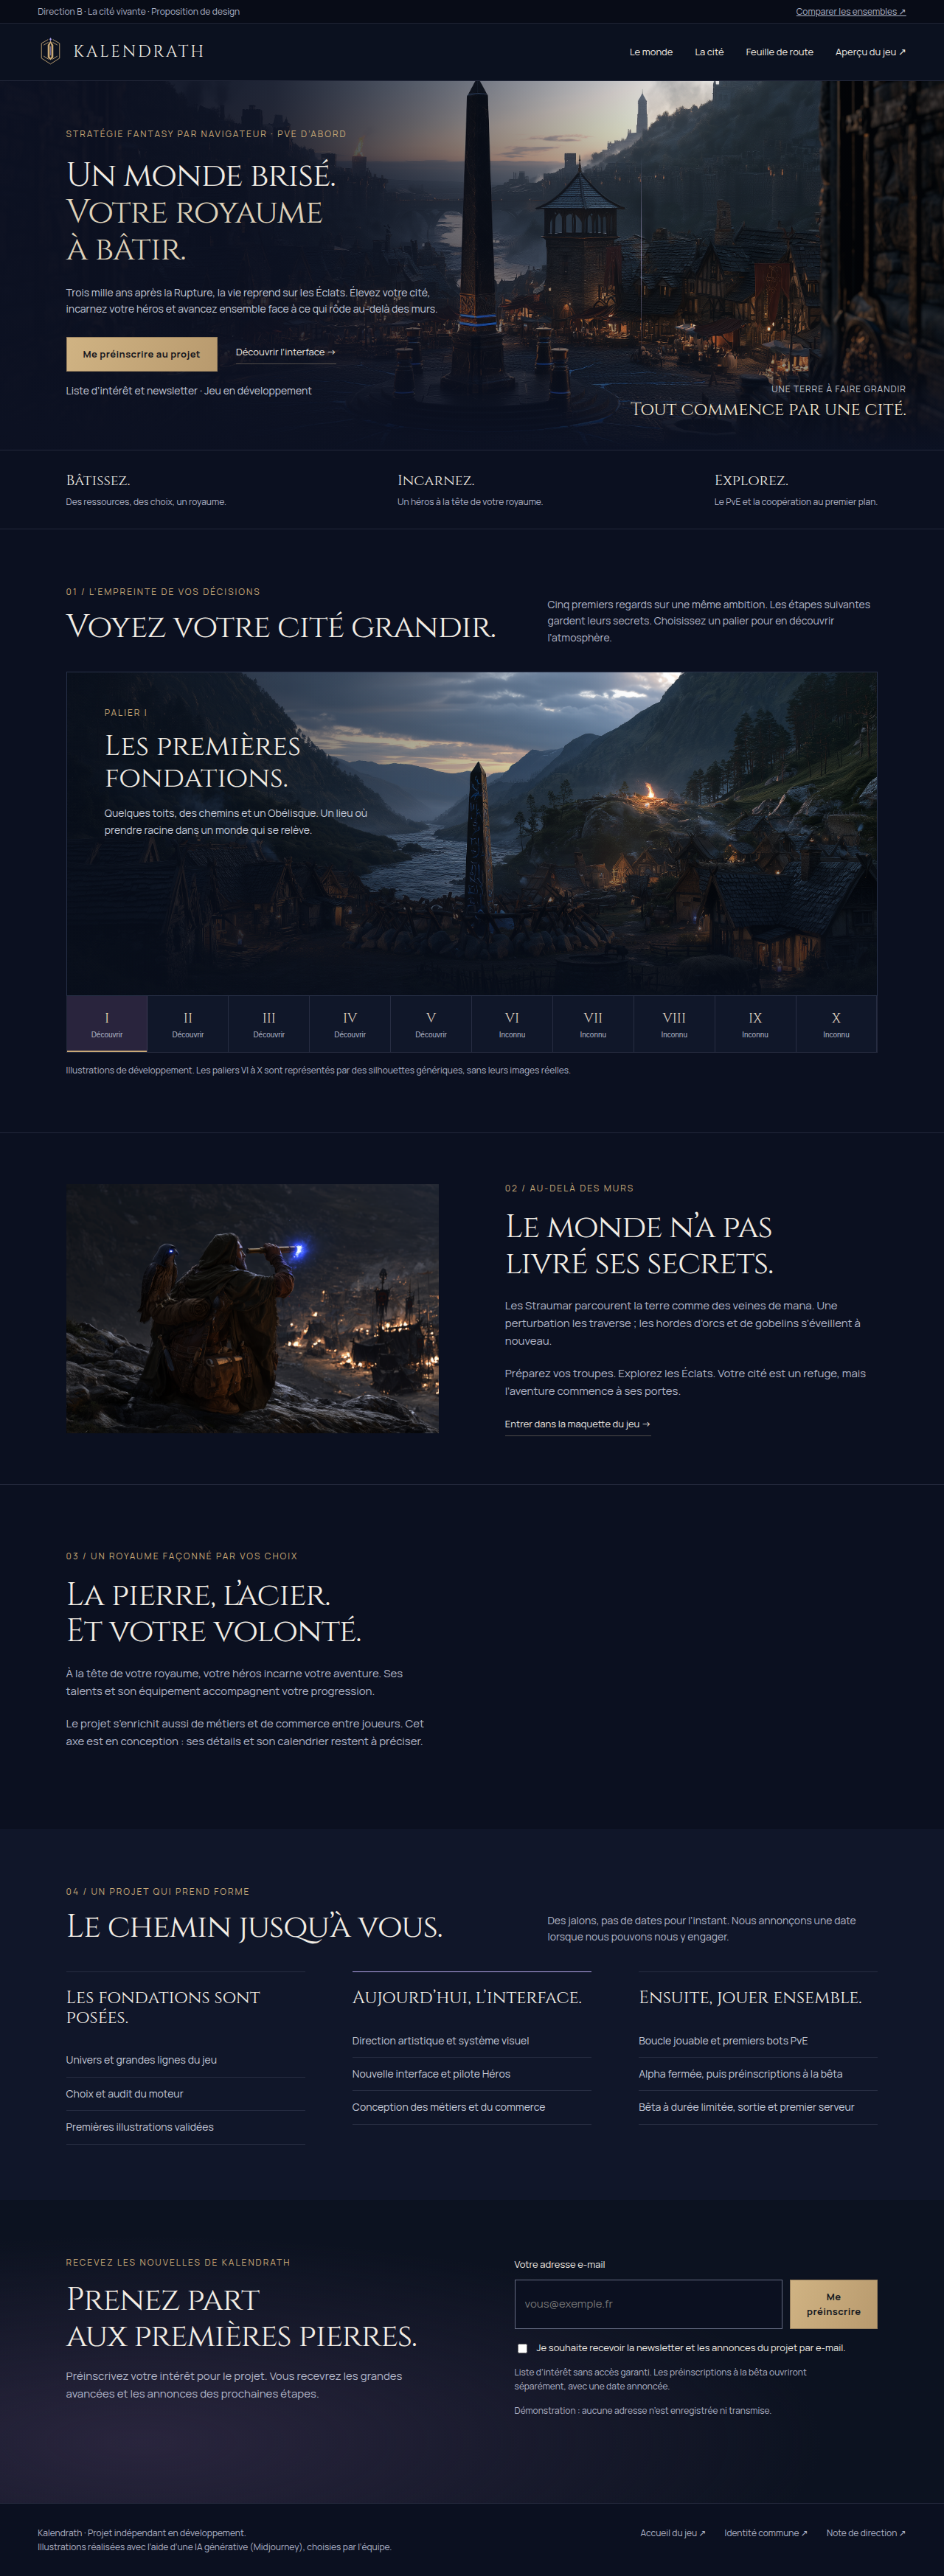 Direction B · La cité vivante · Proposition de design
Comparer les ensembles ↗
KALENDRATH
Le monde
La cité
Feuille de route
Aperçu du jeu ↗
STRATÉGIE FANTASY PAR NAVIGATEUR · PVE D'ABORD
Un monde brisé.
Votre royaume
à bâtir.
Trois mille ans après la Rupture, la vie reprend sur les Éclats. Élevez votre cité,
incarnez votre héros et avancez ensemble face à ce qui rôde au-delà des murs.
Me préinscrire au projet
Découvrir l'interface →
Liste d'intérêt et newsletter · Jeu en développement
UNE TERRE À FAIRE GRANDIR
Tout commence par une cité.
Bâtissez.
Des ressources, des choix, un royaume.
Incarnez.
Un héros à la tête de votre royaume.
Explorez.
Le PvE et la coopération au premier plan.
01 / L'EMPREINTE DE VOS DÉCISIONS
Voyez votre cité grandir.
Cinq premiers regards sur une même ambition. Les étapes suivantes
gardent leurs secrets. Choisissez un palier pour en découvrir
l'atmosphère.
PALIER I
Les premières
fondations.
Quelques toits, des chemins et un Obélisque. Un lieu où
prendre racine dans un monde qui se relève.
I
Découvrir
II
Découvrir
III
Découvrir
IV
Découvrir
V
Découvrir
VI
Inconnu
VII
Inconnu
VIII
Inconnu
IX
Inconnu
X
Inconnu
Illustrations de développement. Les paliers VI à X sont représentés par des silhouettes génériques, sans leurs images réelles.
02 / AU-DELÀ DES MURS
Le monde n'a pas
livré ses secrets.
Les Straumar parcourent la terre comme des veines de mana. Une
perturbation les traverse ; les hordes d'orcs et de gobelins s'éveillent à
nouveau.
Préparez vos troupes. Explorez les Éclats. Votre cité est un refuge, mais
l'aventure commence à ses portes.
Entrer dans la maquette du jeu →
03 / UN ROYAUME FAÇONNÉ PAR VOS CHOIX
La pierre, l'acier.
Et votre volonté.
À la tête de votre royaume, votre héros incarne votre aventure. Ses
talents et son équipement accompagnent votre progression.
Le projet s'enrichit aussi de métiers et de commerce entre joueurs. Cet
axe est en conception : ses détails et son calendrier restent à préciser.
04 / UN PROJET QUI PREND FORME
Le chemin jusqu'à vous.
Des jalons, pas de dates pour l'instant. Nous annonçons une date
lorsque nous pouvons nous y engager.
Les fondations sont
posées.
Univers et grandes lignes du jeu
Choix et audit du moteur
Premières illustrations validées
Aujourd'hui, l'interface.
Direction artistique et système visuel
Nouvelle interface et pilote Héros
Conception des métiers et du commerce
Ensuite, jouer ensemble.
Boucle jouable et premiers bots PvE
Alpha fermée, puis préinscriptions à la bêta
Bêta à durée limitée, sortie et premier serveur
RECEVEZ LES NOUVELLES DE KALENDRATH
Prenez part
aux premières pierres.
Préinscrivez votre intérêt pour le projet. Vous recevrez les grandes
avancées et les annonces des prochaines étapes.
Votre adresse e-mail
vous@exemple.fr
Me
préinscrire
Je souhaite recevoir la newsletter et les annonces du projet par e-mail.
Liste d'intérêt sans accès garanti. Les préinscriptions à la bêta ouvriront
séparément, avec une date annoncée.
Démonstration : aucune adresse n'est enregistrée ni transmise.
Kalendrath · Projet indépendant en développement.
Illustrations réalisées avec l'aide d'une IA générative (Midjourney), choisies par l'équipe.
Accueil du jeu ↗
Identité commune ↗
Note de direction ↗